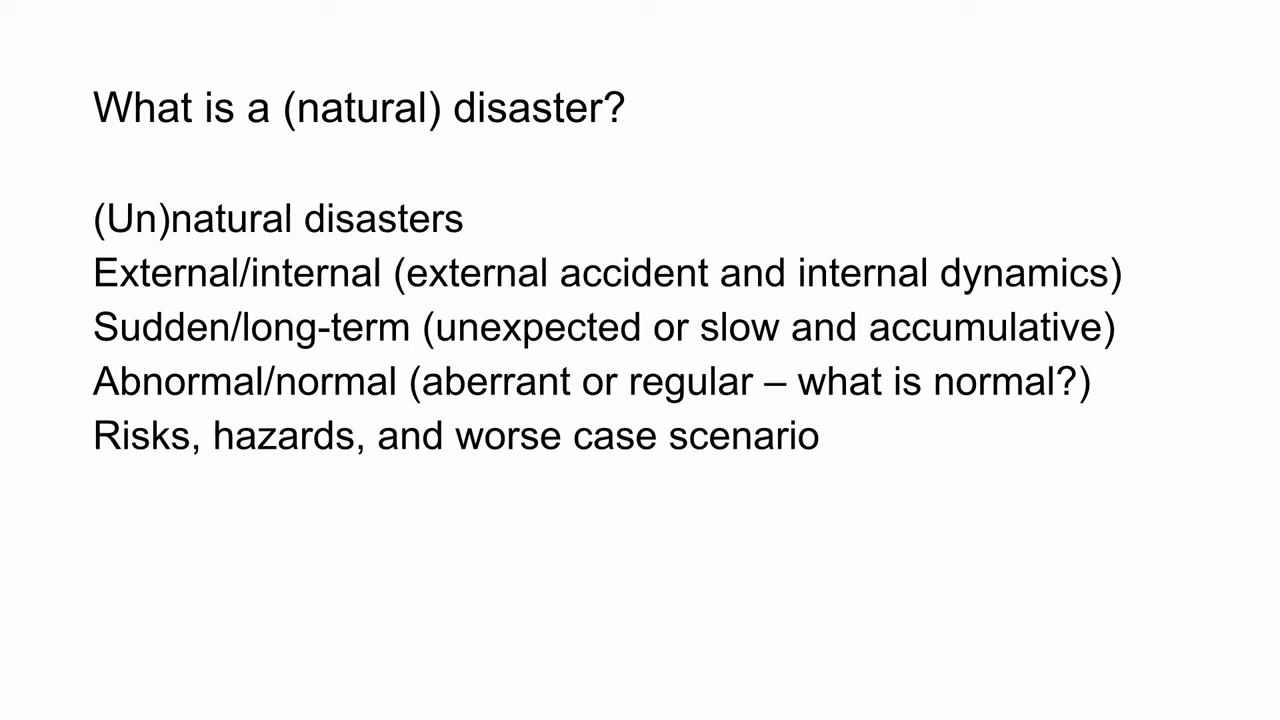 What is a (natural) disaster?
(Un)natural disasters
External/internal (external accident and internal dynamics)
Sudden/long-term (unexpected or slow and accumulative)
Abnormal/normal (aberrant or regular – what is normal?)
Risks, hazards, and worse case scenario